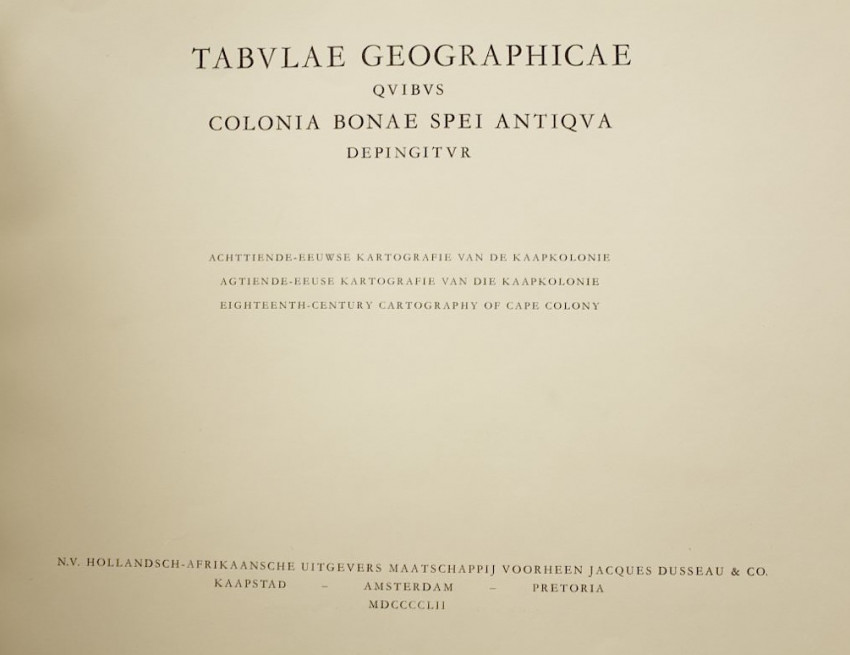 TABVLAE GEOGRAPHICAE
QVIBVS
COLONIA BONAE SPEI ANTIQVA
DEPINGITVR
ACHTTIENDE-EEUWSE KARTOGRAFIE VAN DE KAAPKOLONIE
AGTIENDE-EEUSE KARTOGRAFIE VAN DIE KAAPKOLONIE
EIGHTEENTH-CENTURY CARTOGRAPHY OF CAPE COLONY
N.V. HOLLANDSCH-AFRIKAANSCHE UITGEVERS MAATSCHAPPIJ VOORHEEN JACQUES DUSSEAU & CO.
KAAPSTAD – AMSTERDAM – PRETORIA
MDCCCCLII